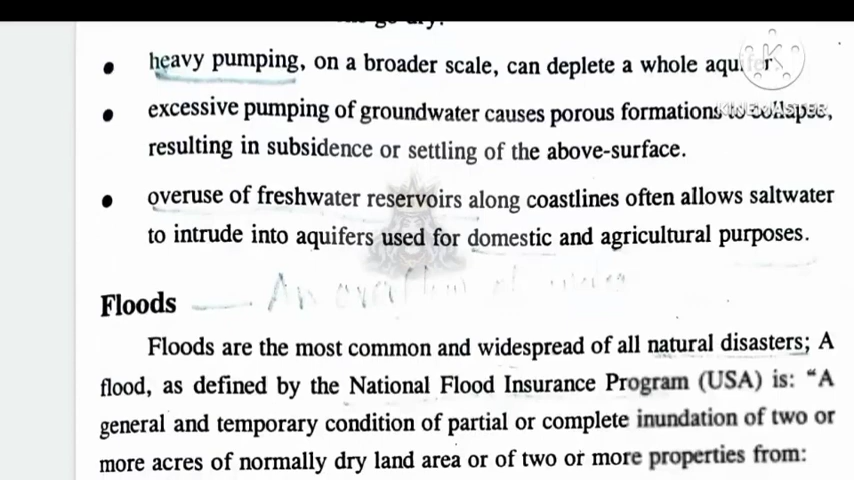 heavy pumping, on a broader scale, can deplete a whole aquifer
• excessive pumping of groundwater causes porous formations to collapse,
resulting in subsidence or settling of the above-surface.
• overuse of freshwater reservoirs along coastlines often allows saltwater
to intrude into aquifers used for domestic and agricultural purposes.
Floods An overflow of water
Floods are the most common and widespread of all natural disasters; A
flood, as defined by the National Flood Insurance Program (USA) is: “A
general and temporary condition of partial or complete inundation of two or
more acres of normally dry land area or of two or more properties from:
KINEMASTER